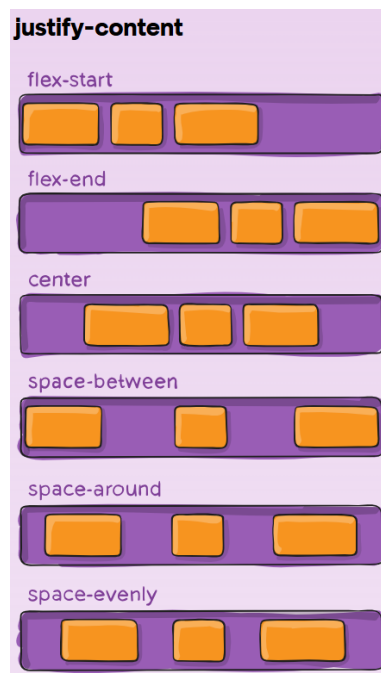 justify-content
flex-start
flex-end
center
space-between
space-around
space-evenly